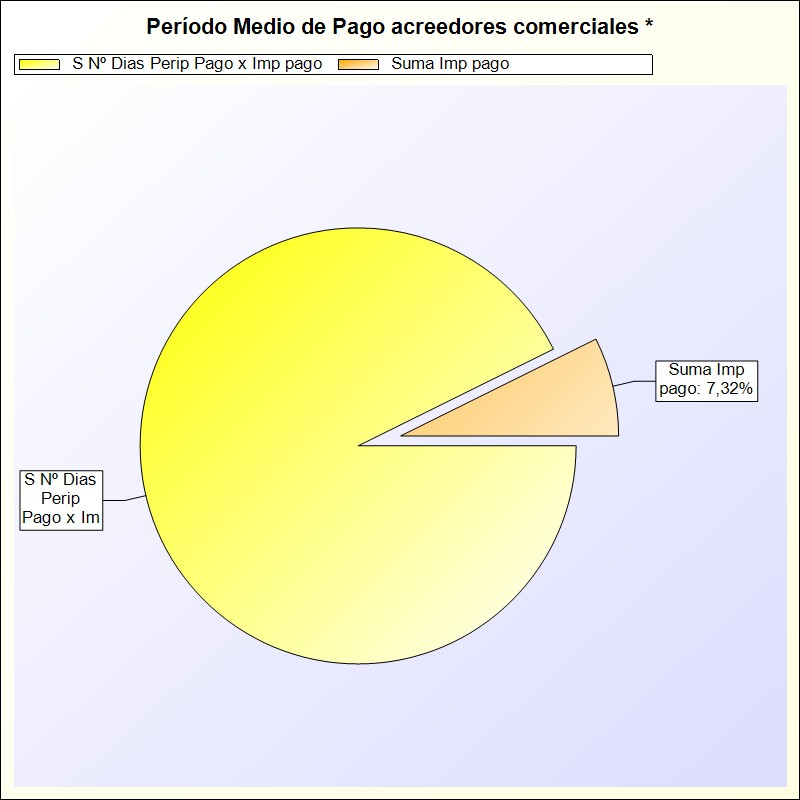 Período Medio de Pago acreedores comerciales *
S Nº Dias Perip Pago x Imp pago
Suma Imp pago
Suma Imp
pago: 7,32%
S Nº Dias
Perip
Pago x Im